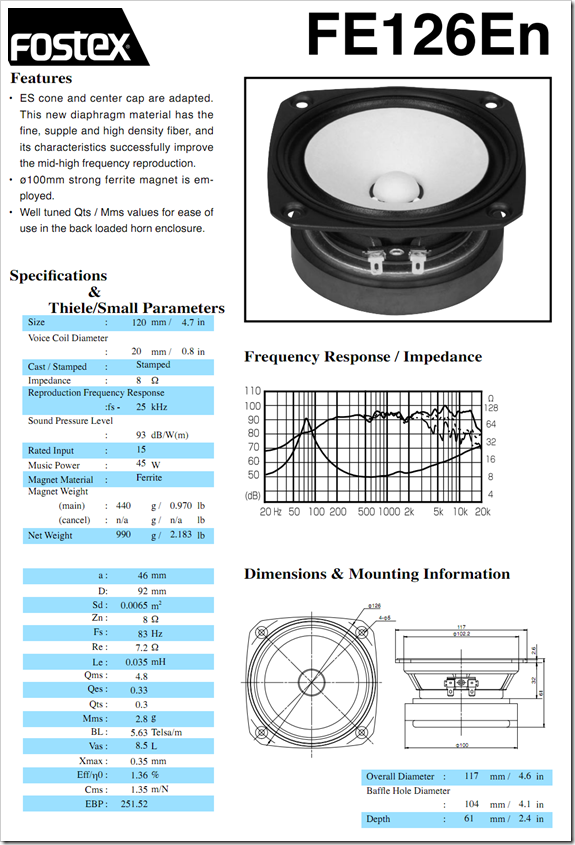 Fostex
FE126En
Features
• ES cone and center cap are adapted.
This new diaphragm material has the
fine, supple and high density fiber, and
its characteristics successfully improve
the mid-high frequency reproduction.
• ø100mm strong ferrite magnet is em-
ployed.
• Well tuned Qts / Mms values for ease of
use in the back loaded horn enclosure.
Specifications
&
Thiele/Small Parameters
Size : 120 mm / 4.7 in
Voice Coil Diameter
: 20 mm / 0.8 in
Cast / Stamped : Stamped
Impedance : 8 Ω
Reproduction Frequency Response
:fs - 25 kHz
Sound Pressure Level
: 93 dB/W(m)
Rated Input : 15
Music Power : 45 W
Magnet Material : Ferrite
Magnet Weight
(main) : 440 g / 0.970 lb
(cancel) : n/a g / n/a lb
Net Weight 990 g / 2.183 lb
a : 46 mm
D: 92 mm
Sd : 0.0065 m²
Zn : 8 Ω
Fs : 83 Hz
Re : 7.2 Ω
Le : 0.035 mH
Qms : 4.8
Qes : 0.33
Qts : 0.3
Mms : 2.8 g
BL : 5.63 Telsa/m
Vas : 8.5 L
Xmax : 0.35 mm
Eff/η0 : 1.36 %
Cms : 1.35 m/N
EBP : 251.52
Frequency Response / Impedance
110
100
90
80
70
60
50
(dB)
Ω
128
64
32
16
8
4
20 Hz 50 100 200 500 1000 2k 5k 10k 20k
Dimensions & Mounting Information
ø126
4-ø5
117
ø102.2
2.6
32
61
ø100
Overall Diameter : 117 mm / 4.6 in
Baffle Hole Diameter
: 104 mm / 4.1 in
Depth : 61 mm / 2.4 in